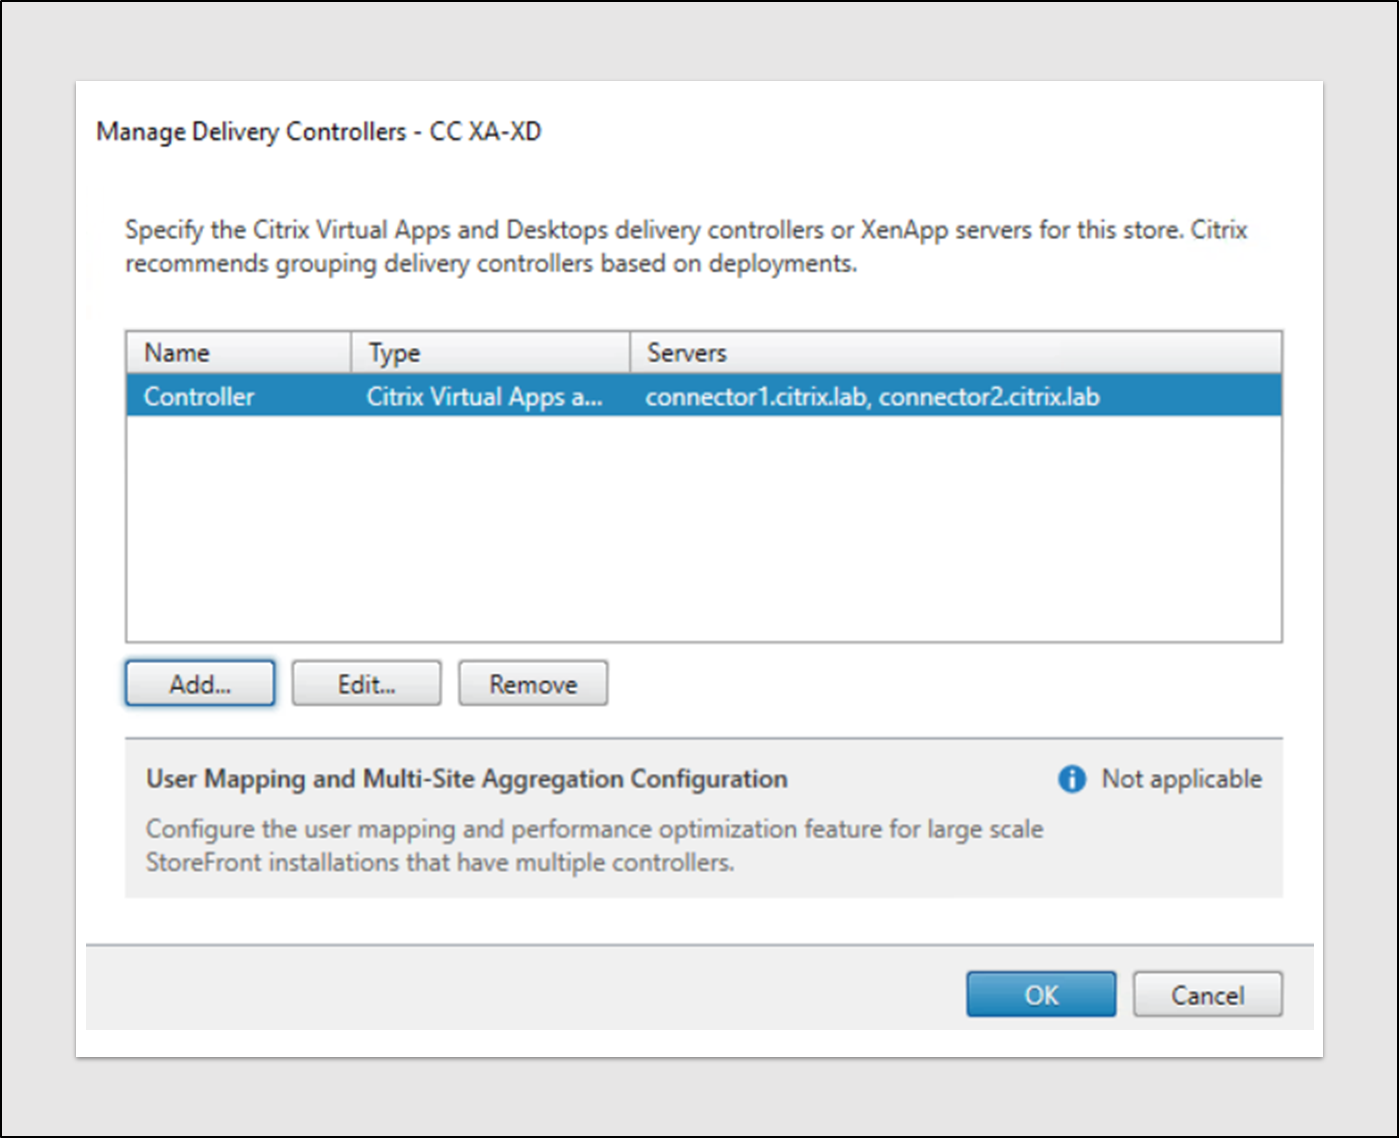 Manage Delivery Controllers - CC XA-XD
Specify the Citrix Virtual Apps and Desktops delivery controllers or XenApp servers for this store. Citrix
recommends grouping delivery controllers based on deployments.
Name Type Servers
Controller Citrix Virtual Apps a... connector1.citrix.lab, connector2.citrix.lab
Add... Edit... Remove
User Mapping and Multi-Site Aggregation Configuration Not applicable
Configure the user mapping and performance optimization feature for large scale
StoreFront installations that have multiple controllers.
OK Cancel